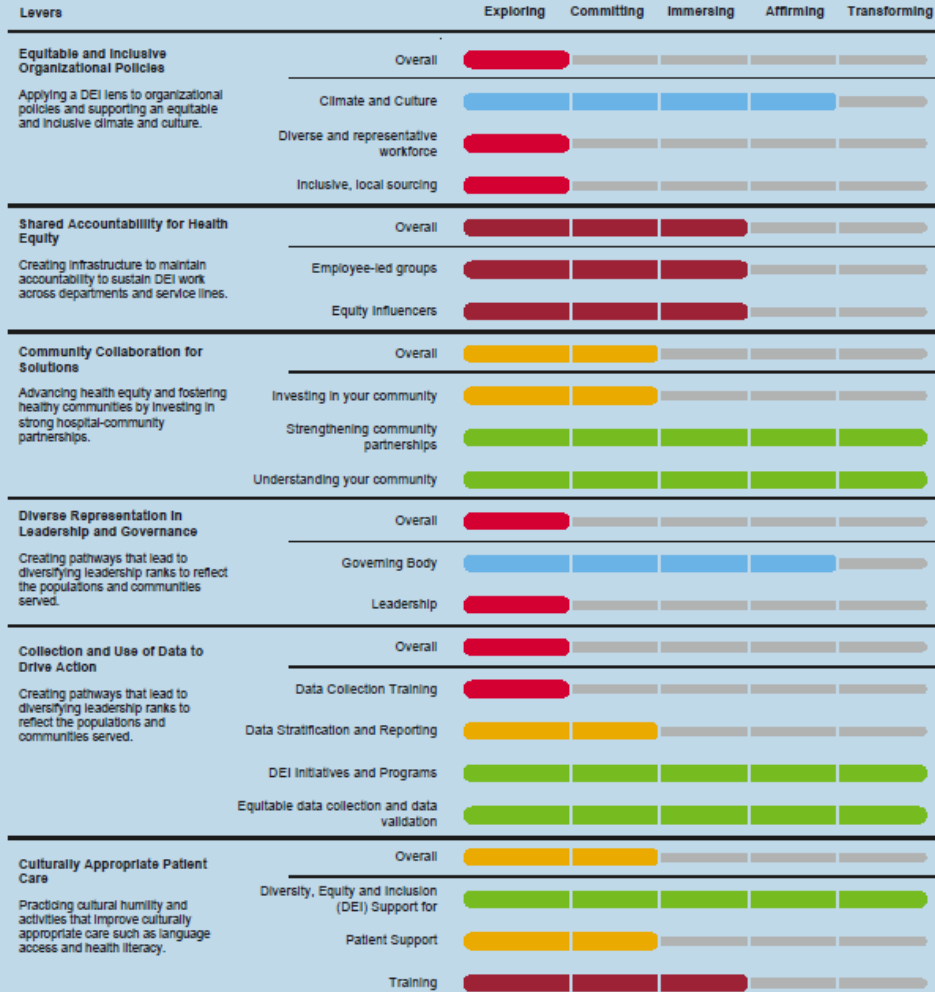 Levers Exploring Committing Immersing Affirming Transforming
Equitable and Inclusive
Organizational Policies
Overall
Applying a DEI lens to organizational
policies and supporting an equitable
and inclusive climate and culture.
Climate and Culture
Diverse and representative
workforce
Inclusive, local sourcing
Shared Accountability for Health
Equity
Overall
Creating infrastructure to maintain
accountability to sustain DEI work
across departments and service lines.
Employee-led groups
Equity Influencers
Community Collaboration for
Solutions
Overall
Advancing health equity and fostering
healthy communities by investing in
strong hospital-community
partnerships.
Investing in your community
Strengthening community
partnerships
Understanding your community
Diverse Representation in
Leadership and Governance
Overall
Creating pathways that lead to
diversifying leadership ranks to reflect
the populations and communities
served.
Governing Body
Leadership
Collection and Use of Data to
Drive Action
Overall
Creating pathways that lead to
diversifying leadership ranks to
reflect the populations and
communities served.
Data Collection Training
Data Stratification and Reporting
DEI Initiatives and Programs
Equitable data collection and data
validation
Culturally Appropriate Patient
Care
Overall
Practicing cultural humility and
activities that improve culturally
appropriate care such as language
access and health literacy.
Diversity, Equity and Inclusion
(DEI) Support for
Patient Support
Training